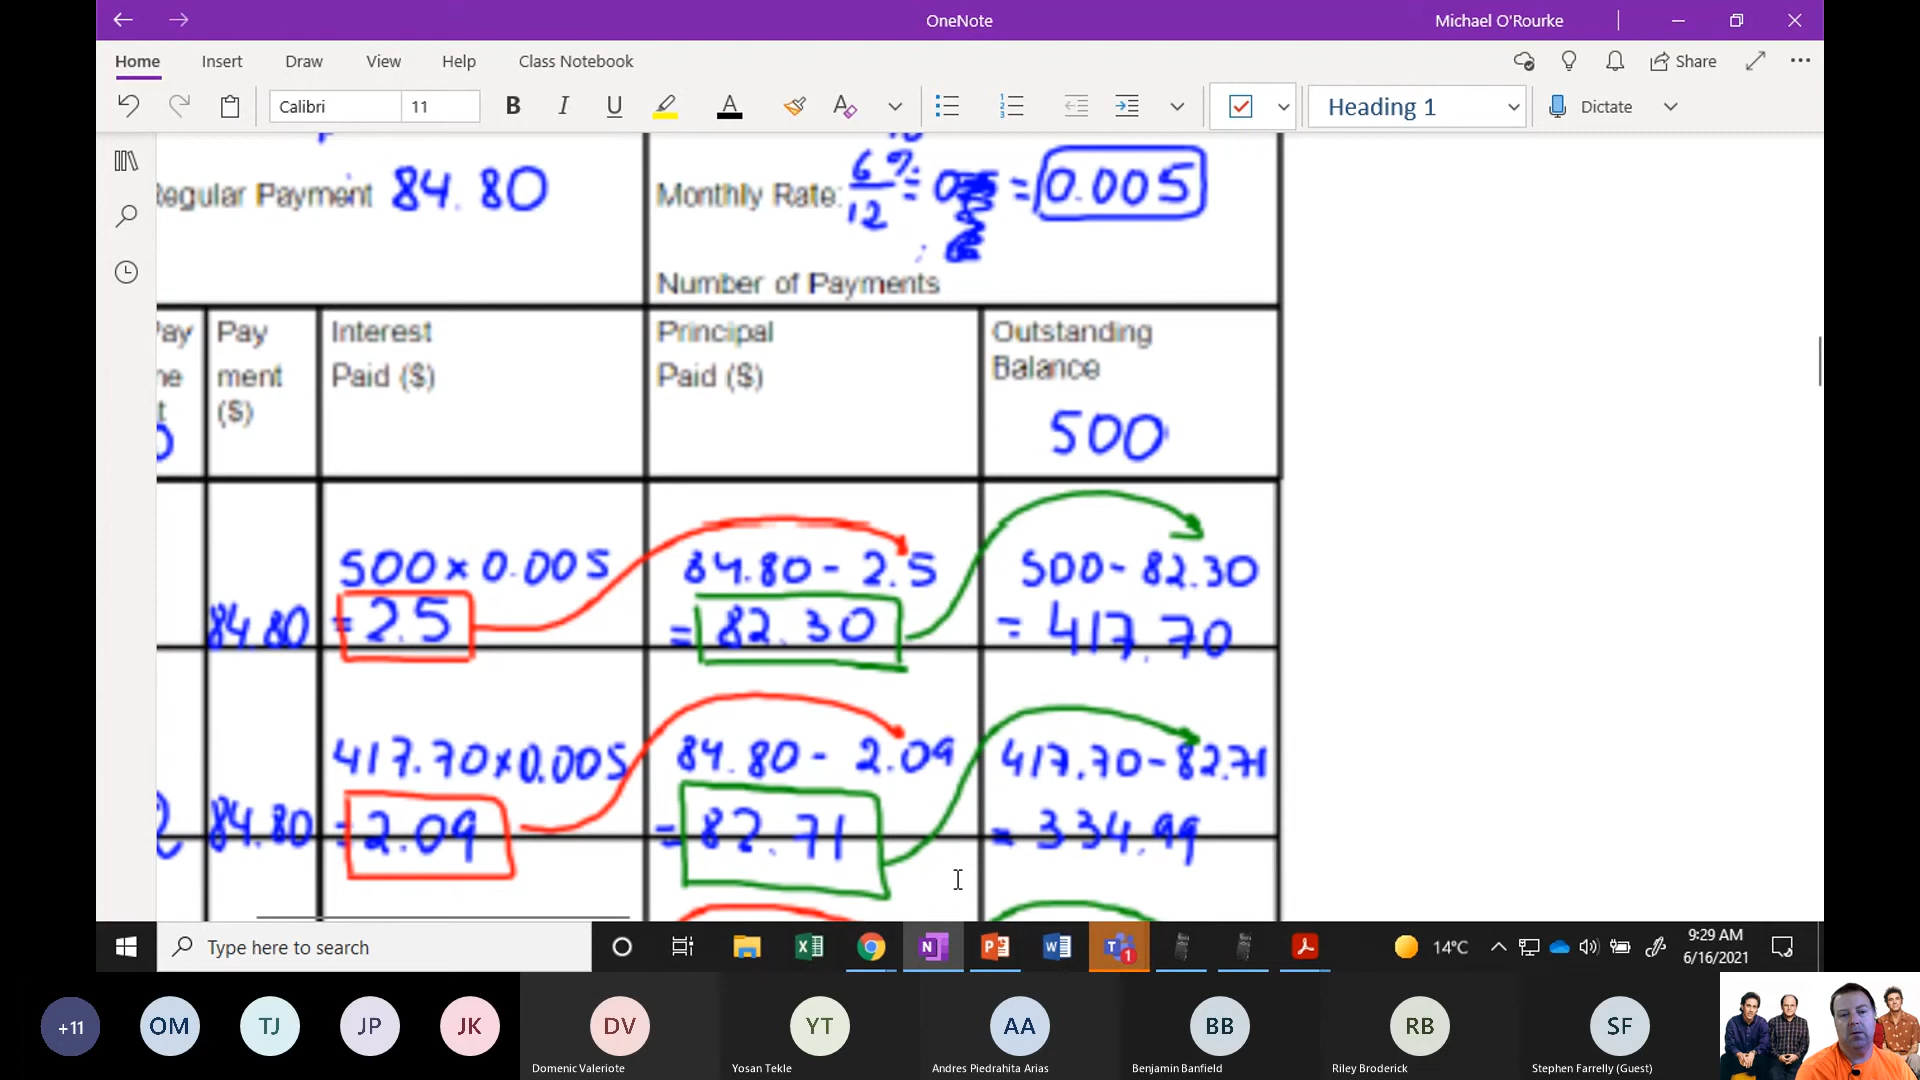 OneNote
Michael O'Rourke
Home Insert Draw View Help Class Notebook
Share
Calibri 11 B I U
Heading 1
Dictate
Regular Payment 84.80
Monthly Rate: 6%/12 = = 0.005
Number of Payments
Pay
Pay
ment
($)
Interest
Paid ($)
Principal
Paid ($)
Outstanding
Balance
500
500 x 0.005
84.80 - 2.5
500 - 82.30
84.80
= 2.5
= 82.30
= 417.70
417.70 x 0.005
84.80 - 2.09
417.70 - 82.71
2 84.80
= 2.09
= 82.71
= 334.99
Type here to search
1
14°C
9:29 AM
6/16/2021
+11 OM TJ JP JK DV YT AA BB RB SF
Domenic Valeriote
Yosan Tekle
Andres Piedrahita Arias
Benjamin Banfield
Riley Broderick
Stephen Farrelly (Guest)